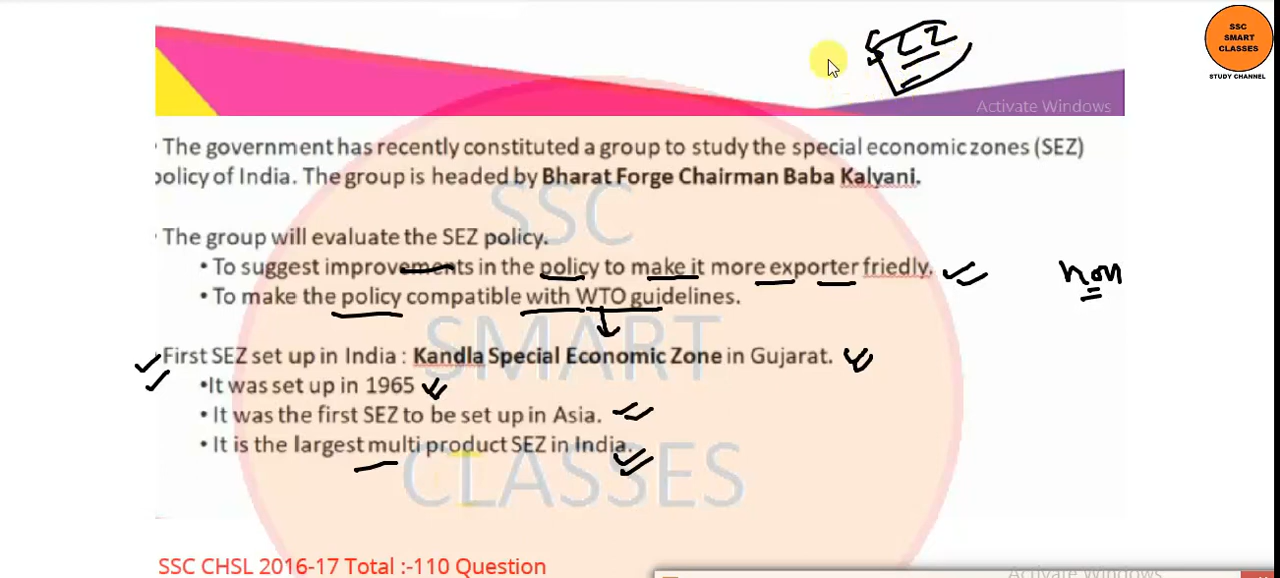 SSC
SMART
CLASSES
STUDY CHANNEL
SEZ
Activate Windows
· The government has recently constituted a group to study the special economic zones (SEZ)
policy of India. The group is headed by Bharat Forge Chairman Baba Kalyani.
· The group will evaluate the SEZ policy.
• To suggest improvements in the policy to make it more exporter friedly.
• To make the policy compatible with WTO guidelines.
non
First SEZ set up in India : Kandla Special Economic Zone in Gujarat.
•It was set up in 1965
• It was the first SEZ to be set up in Asia.
• It is the largest multi product SEZ in India.
SSC
SMART
CLASSES
SSC CHSL 2016-17 Total :-110 Question
Activate Windows